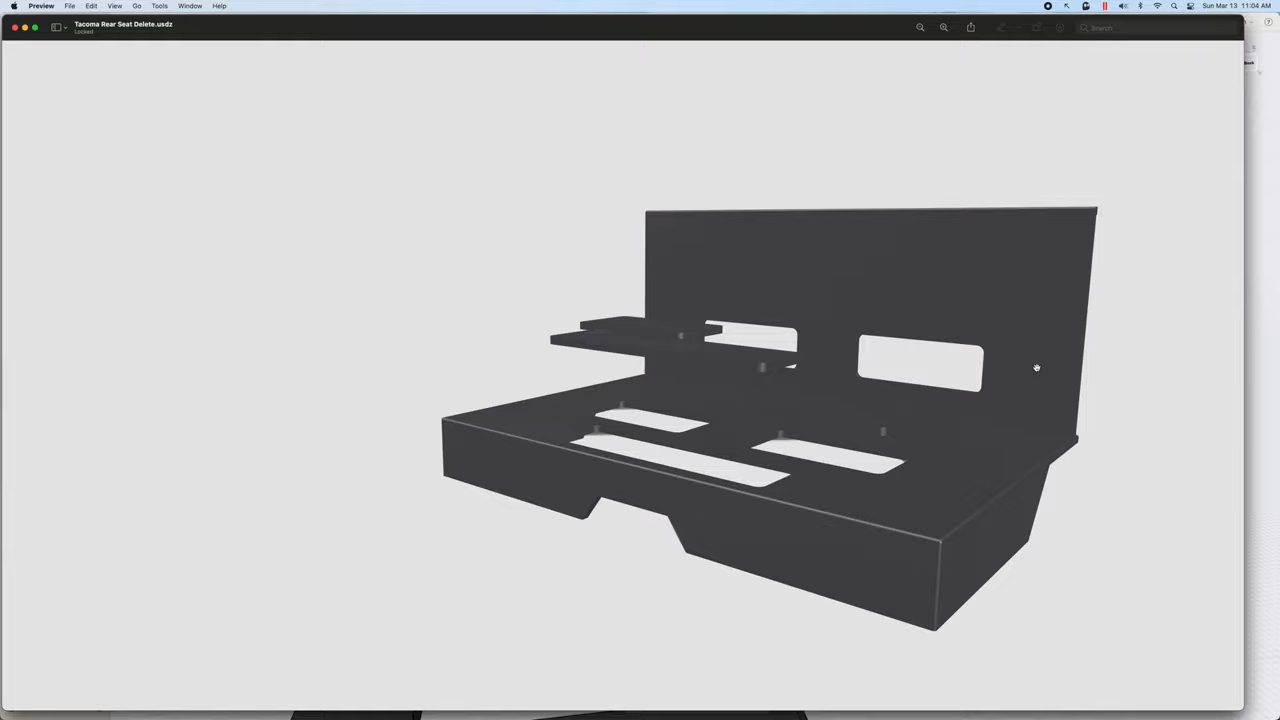 Preview File Edit View Go Tools Window Help Sun Mar 13 11:04 AM
Tacoma Rear Seat Delete.usdz
Locked
Search